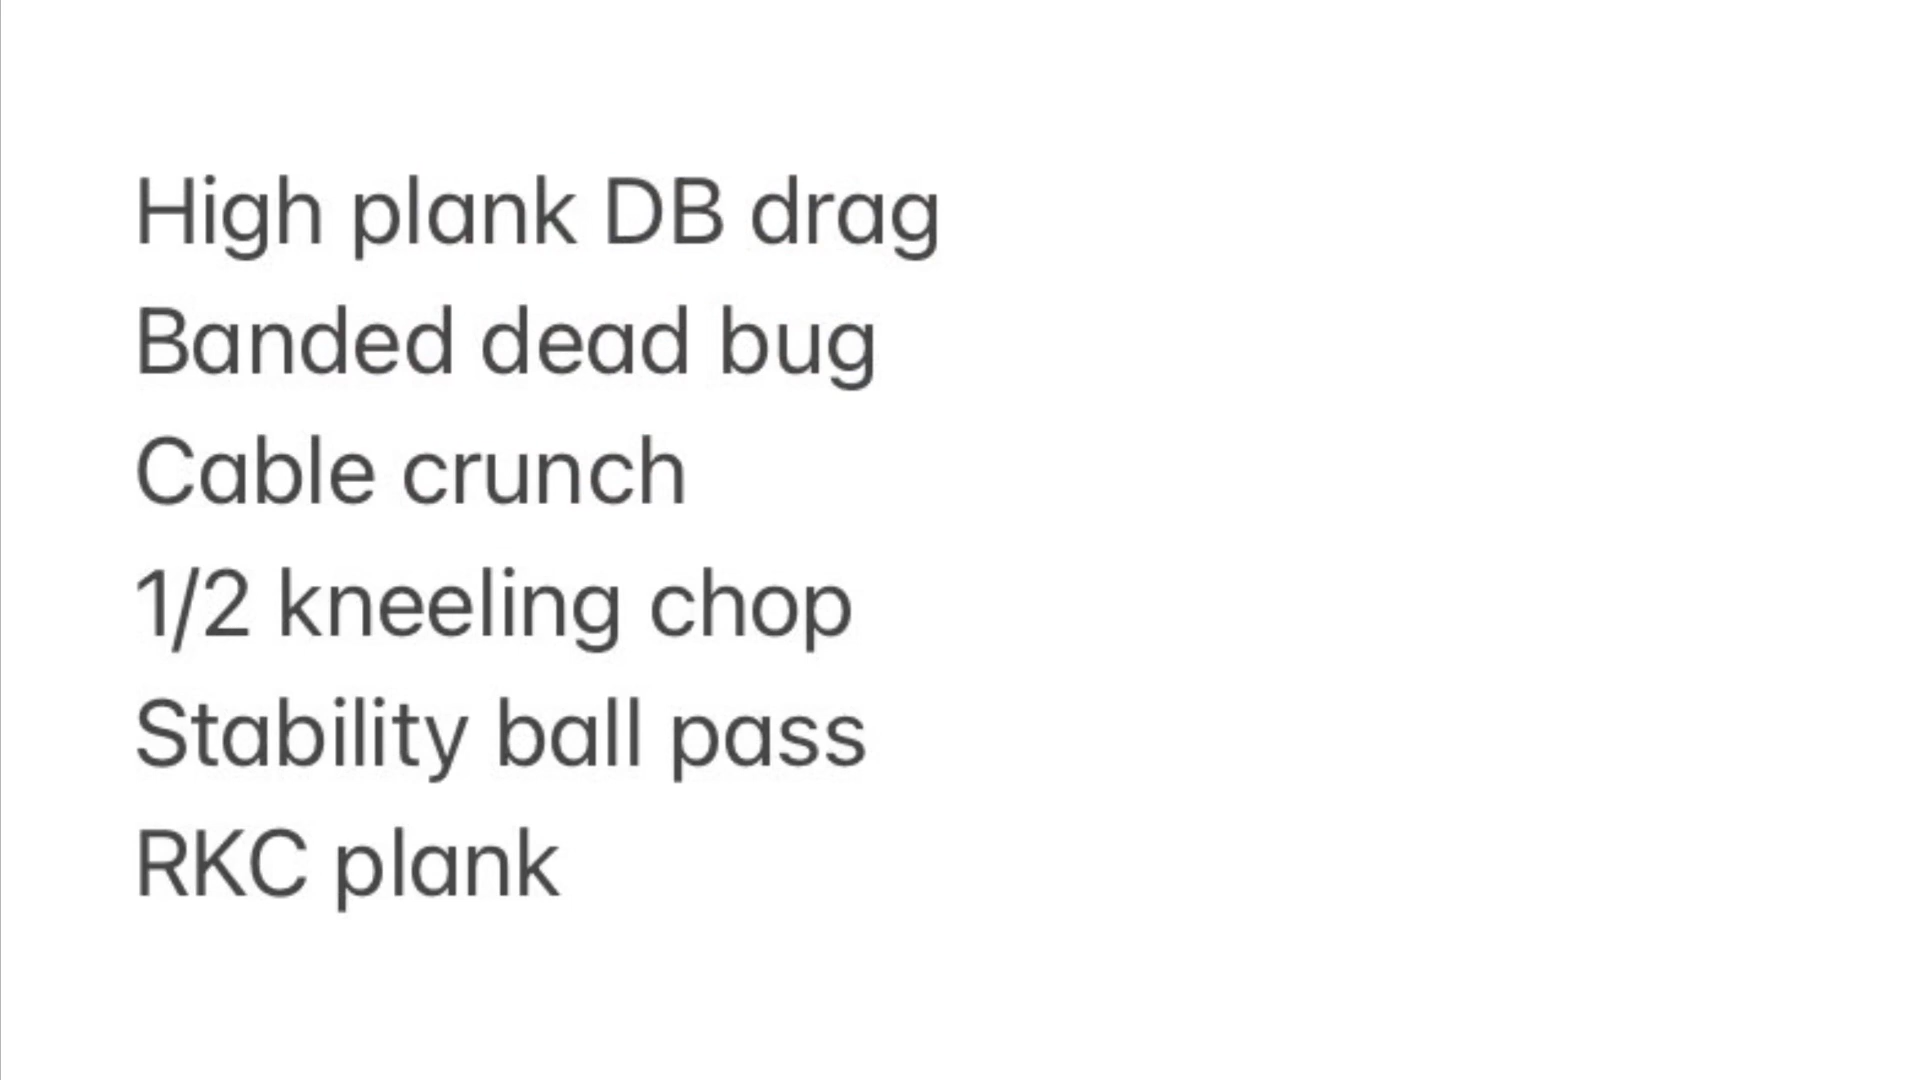 High plank DB drag
Banded dead bug
Cable crunch
1/2 kneeling chop
Stability ball pass
RKC plank